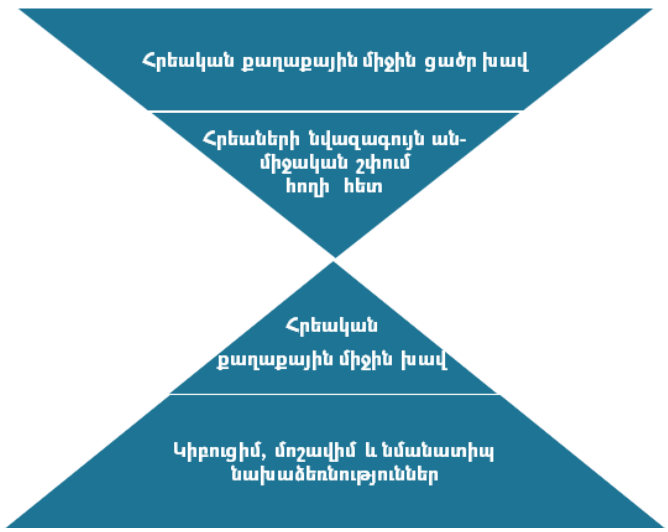 Հրեական քաղաքային միջին ցածր խավ
Հրեաների նվազագույն ան-
միջական շփում
հողի հետ
Հրեական
քաղաքային միջին խավ
Կիբուցիմ, մոշավիմ և նմանատիպ
նախաձեռնություններ